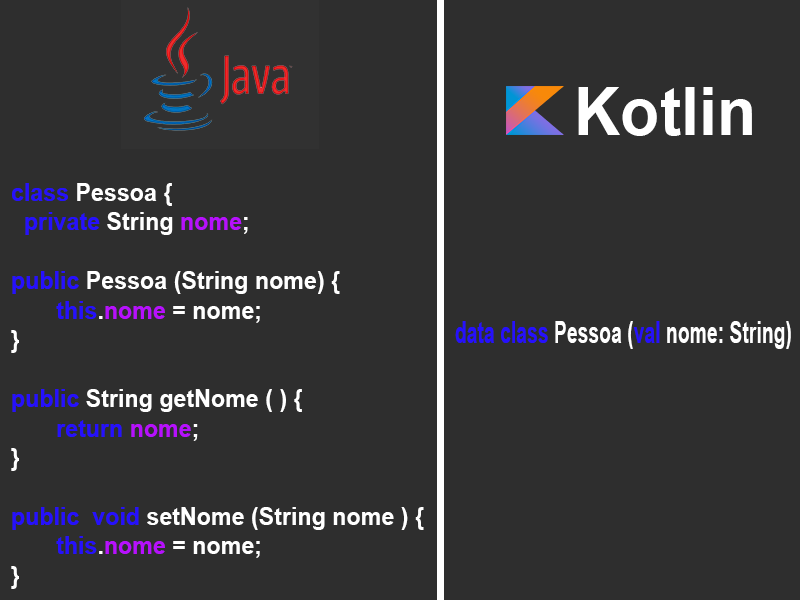 Java
class Pessoa {
private String nome;
public Pessoa (String nome) {
this.nome = nome;
}
public String getNome ( ) {
return nome;
}
public  void setNome (String nome ) {
this.nome = nome;
}
Kotlin
data class Pessoa (val nome: String)